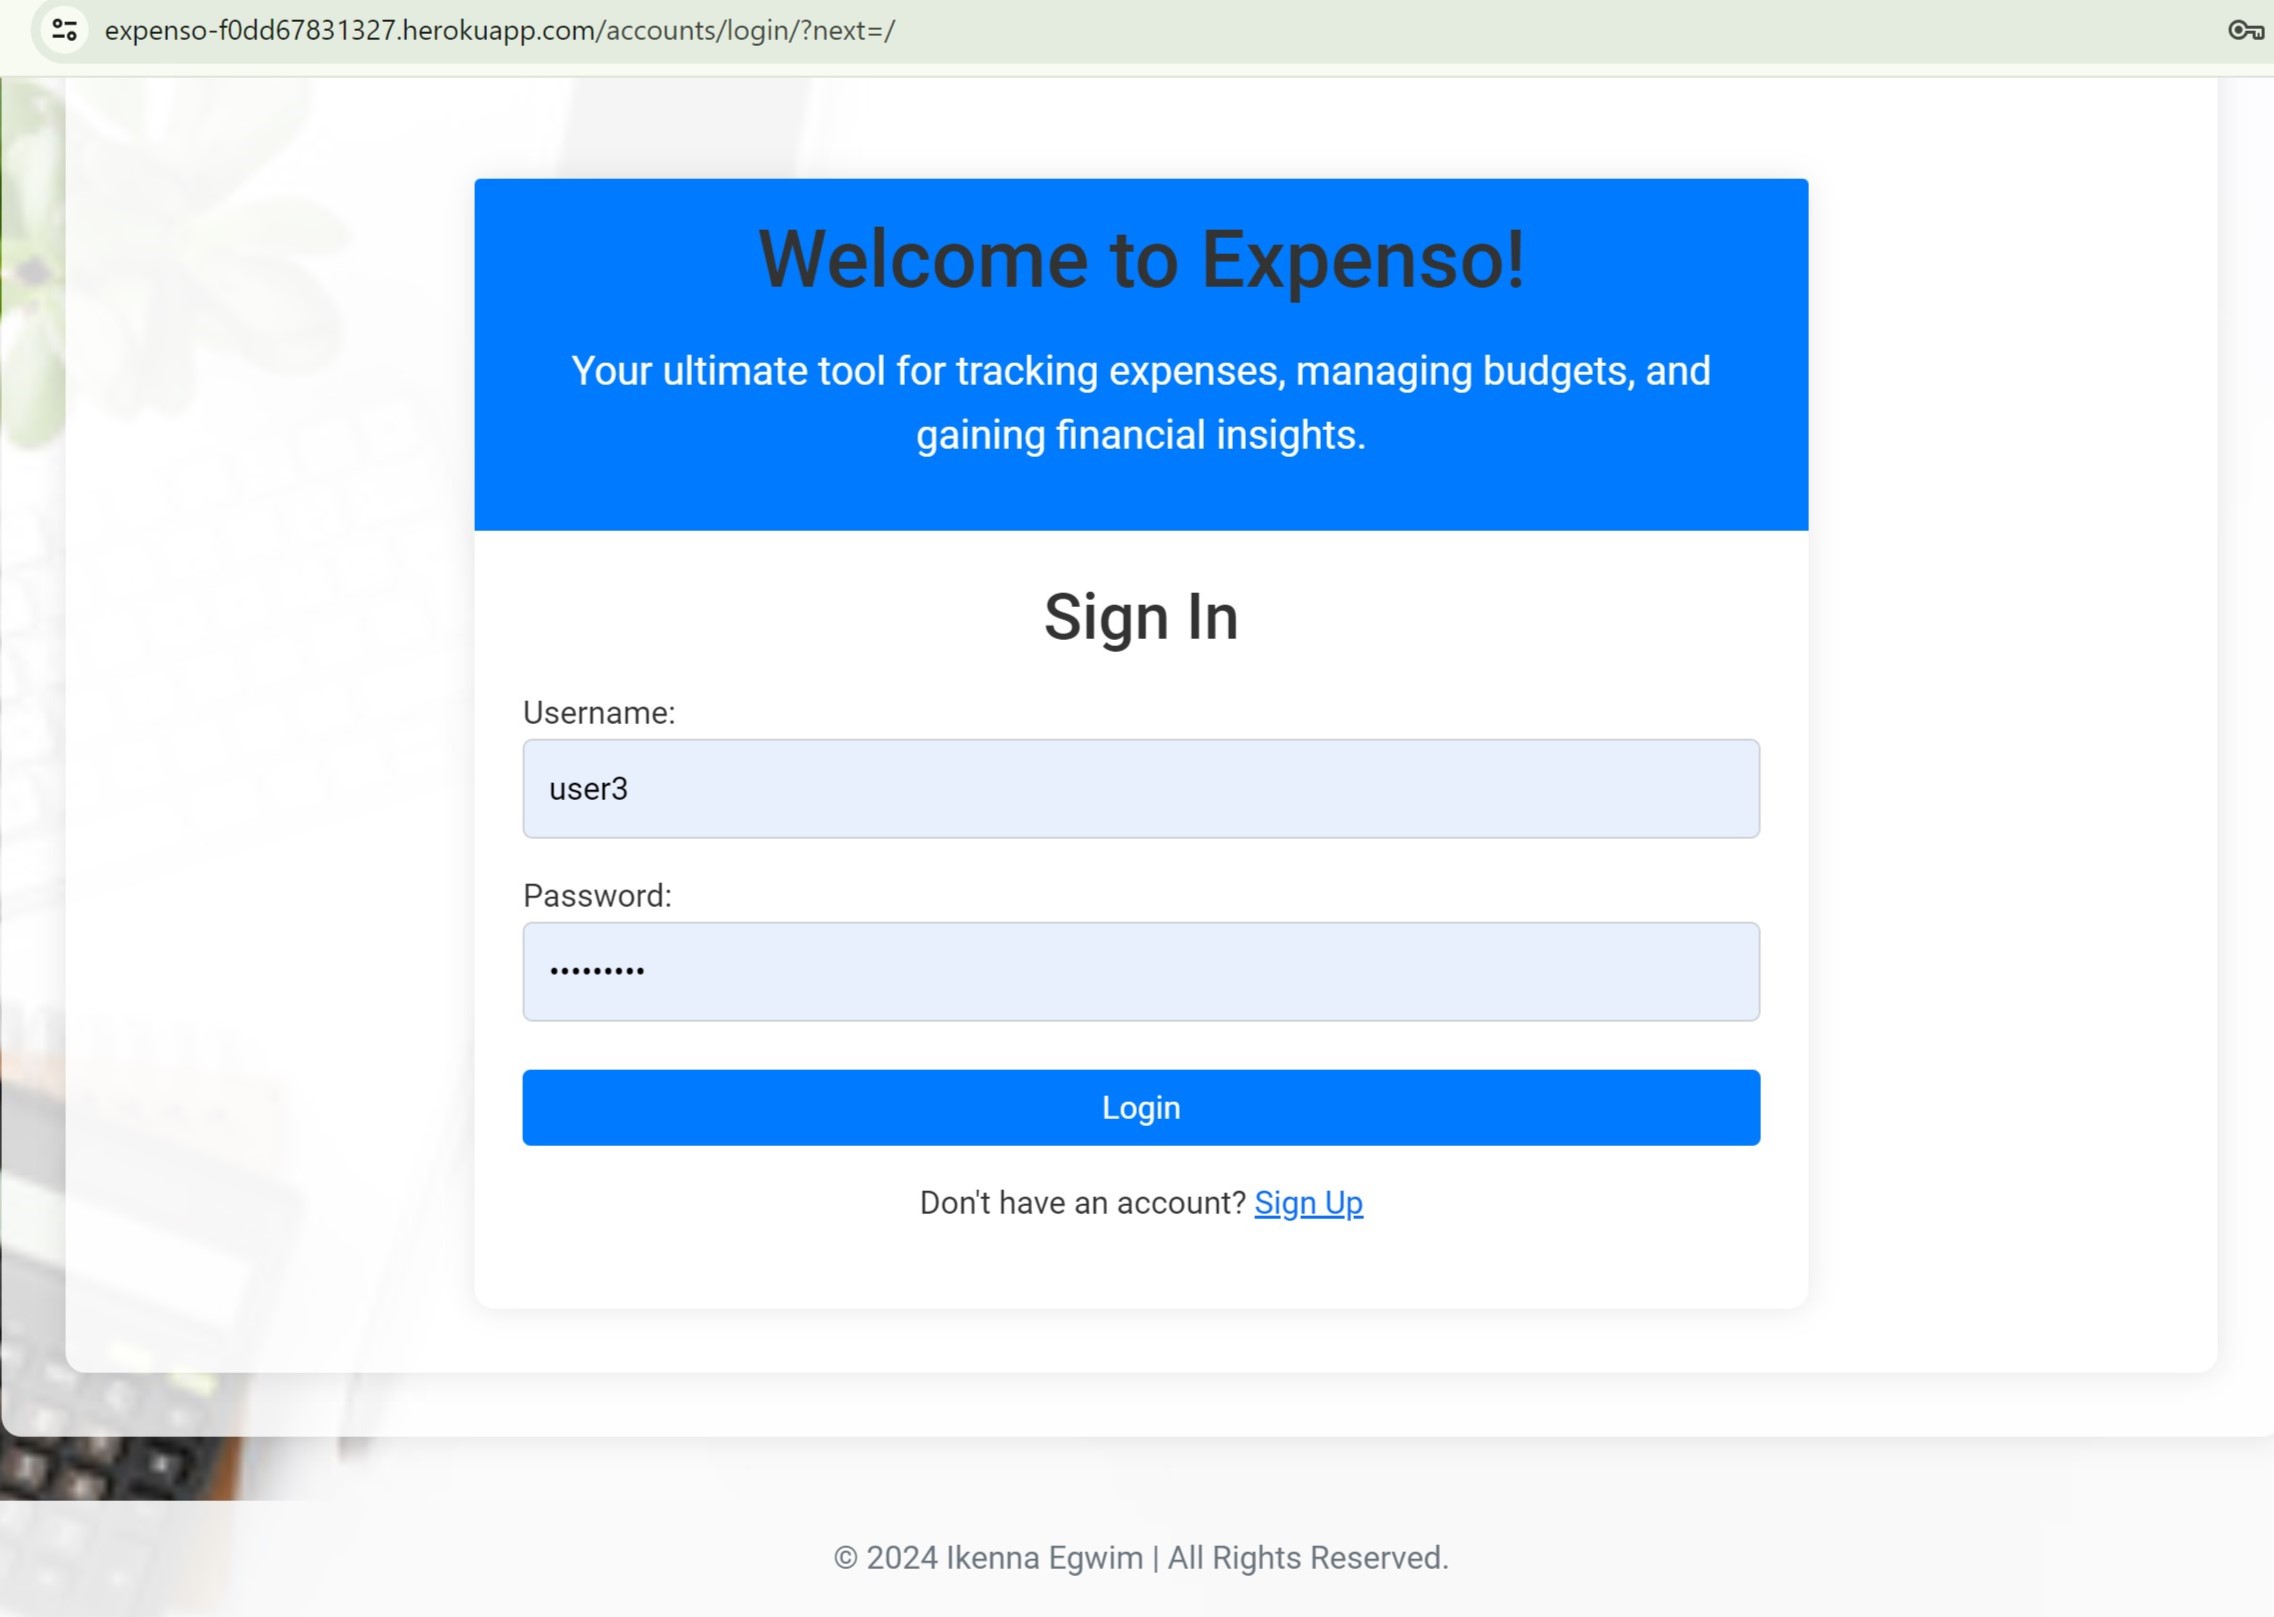 expenso-f0dd67831327.herokuapp.com/accounts/login/?next=/
Welcome to Expenso!
Your ultimate tool for tracking expenses, managing budgets, and
gaining financial insights.
Sign In
Username:
user3
Password:
•••••••••
Login
Don't have an account? Sign Up
© 2024 Ikenna Egwim | All Rights Reserved.